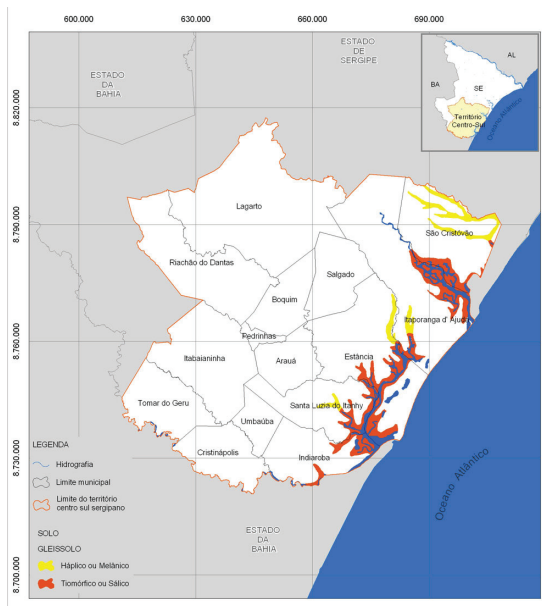 600.000
630.000
660.000
690.000
8.820.000
8.790.000
8.760.000
8.730.000
8.700.000
ESTADO
DE
SERGIPE
ESTADO
DA
BAHIA
AL
BA
SE
Território
Centro-Sul
Oceano Atlântico
Lagarto
São Cristóvão
Riachão do Dantas
Salgado
Boquim
Itaporanga d' Ajuda
Pedrinhas
Itabaianinha
Arauá
Estância
Tomar do Geru
Santa Luzia do Itanhy
Umbaúba
Cristinápolis
Indiaroba
Oceano Atlântico
ESTADO
DA
BAHIA
LEGENDA
Hidrografia
Limite municipal
Limite do território
centro sul sergipano
SOLO
GLEISSOLO
Háplico ou Melânico
Tiomórfico ou Sálico